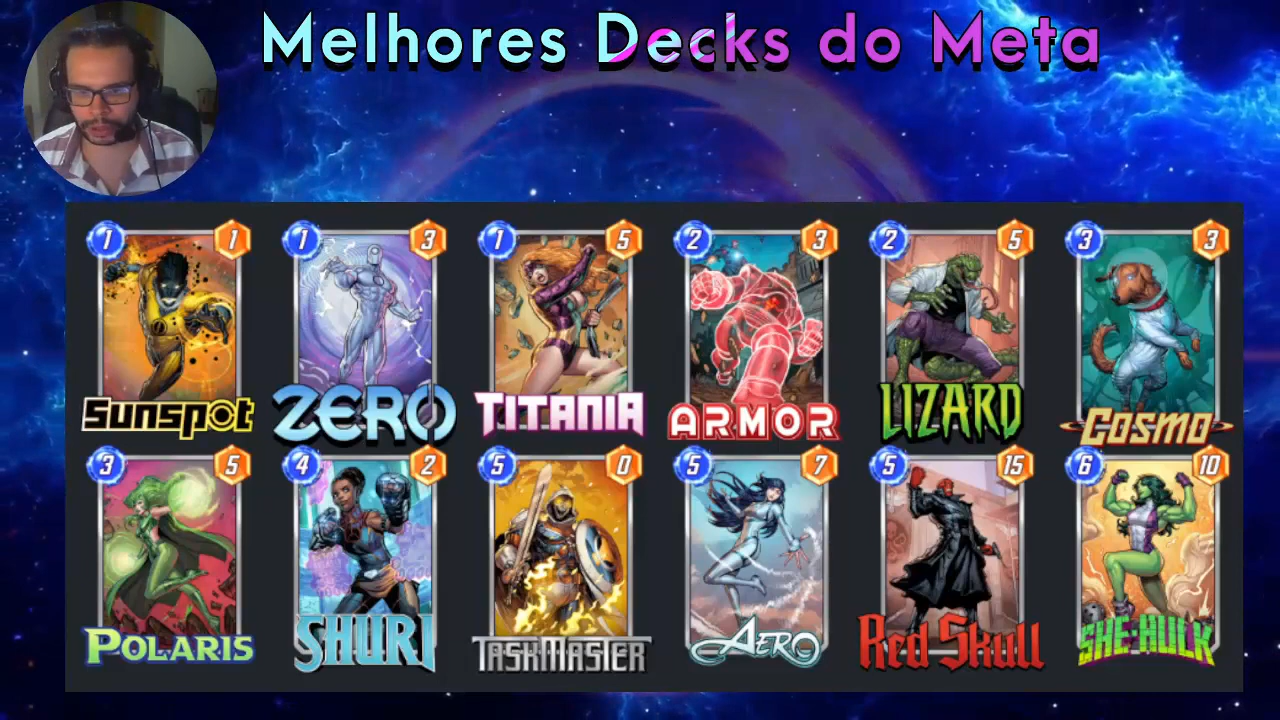 Melhores Decks do Meta
1 1 1 3 1 5 2 3 2 5 3 3
SUNSPOT ZERO TITANIA ARMOR LIZARD COSMO
3 5 4 2 5 0 5 7 5 15 6 10
POLARIS SHURI TASKMASTER AERO Red Skull SHE-HULK